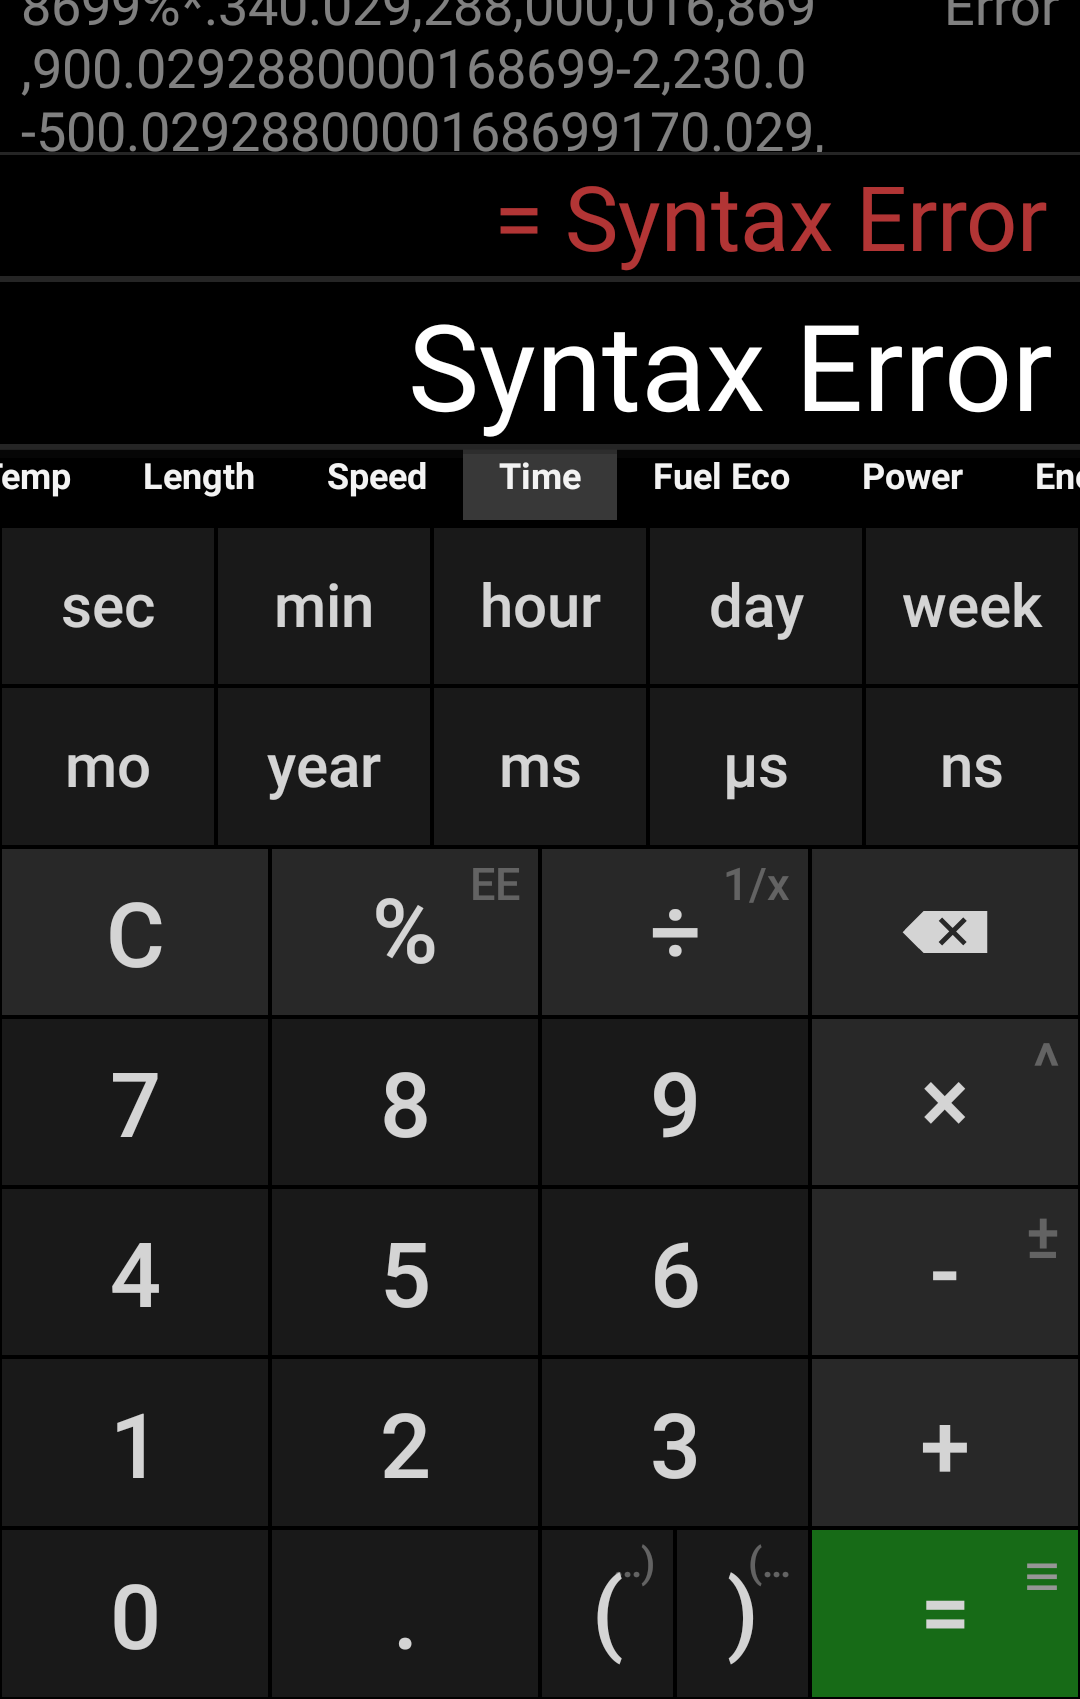 8699%*.340.029,288,000,016,869 Error
,900.0292880000168699-2,230.0
-500.0292880000168699170.029,
= Syntax Error
Syntax Error
Temp Length Speed Time Fuel Eco Power
sec min hour day week
mo year ms µs ns
C % EE ÷ 1/x
7 8 9 × ^
4 5 6 - ±
1 2 3 +
0 . ( ..) ) (... = ≡